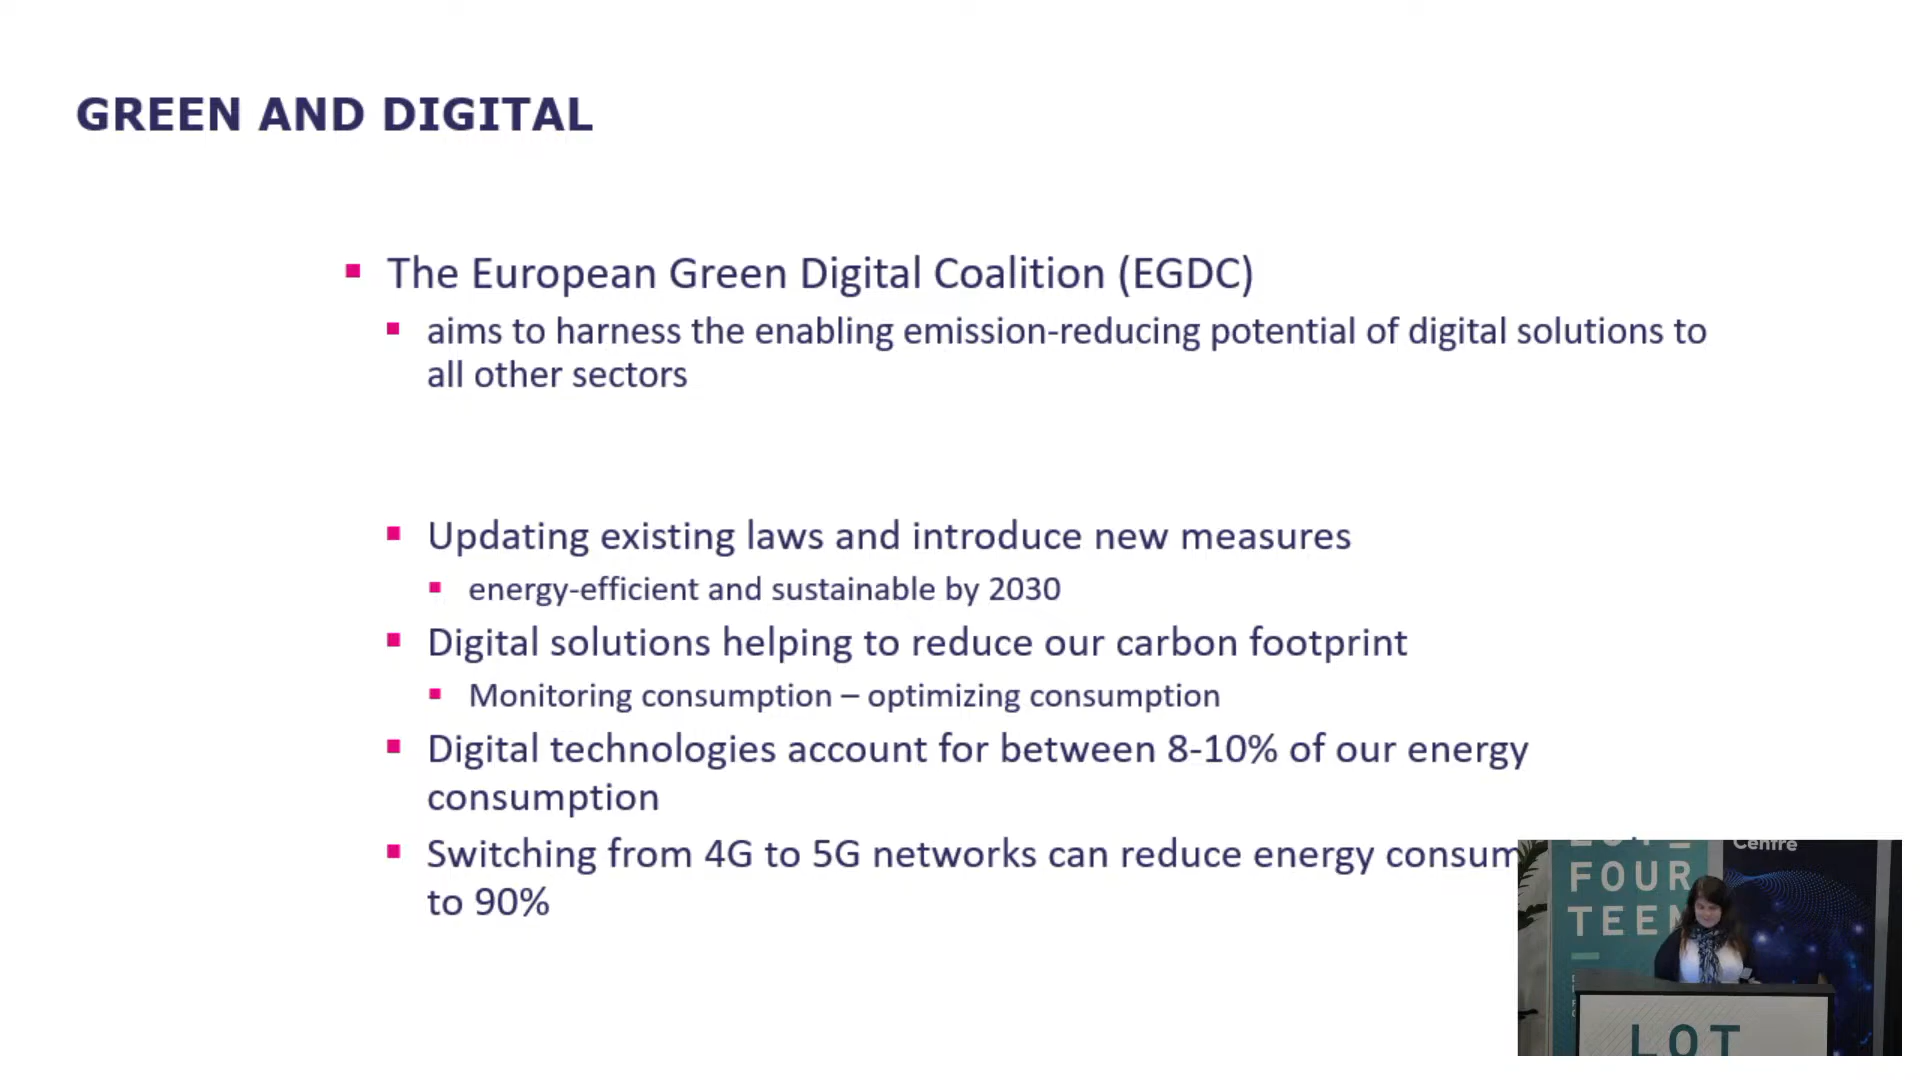 GREEN AND DIGITAL
The European Green Digital Coalition (EGDC)
aims to harness the enabling emission-reducing potential of digital solutions to
all other sectors
Updating existing laws and introduce new measures
energy-efficient and sustainable by 2030
Digital solutions helping to reduce our carbon footprint
Monitoring consumption – optimizing consumption
Digital technologies account for between 8-10% of our energy
consumption
Switching from 4G to 5G networks can reduce energy consum
to 90%
Centre
FOUR
TEEN
LOT